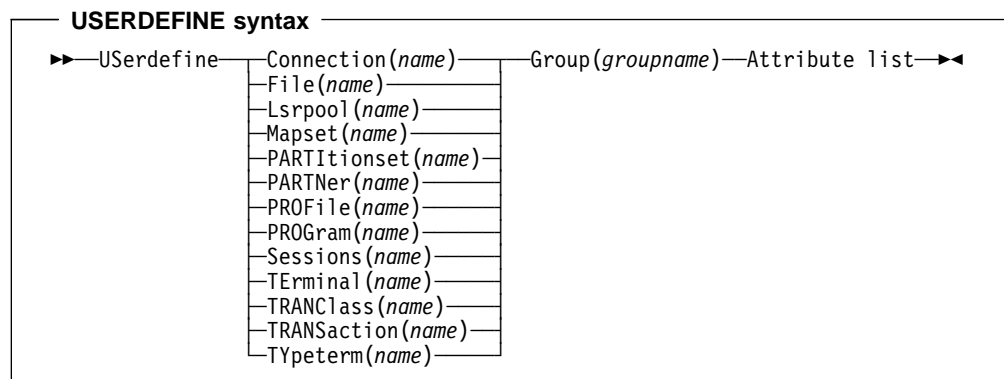 USERDEFINE syntax
USerdefine Connection(name) Group(groupname) Attribute list
File(name)
Lsrpool(name)
Mapset(name)
PARTItionset(name)
PARTNer(name)
PROFile(name)
PROGram(name)
Sessions(name)
TErminal(name)
TRANClass(name)
TRANSaction(name)
TYpeterm(name)